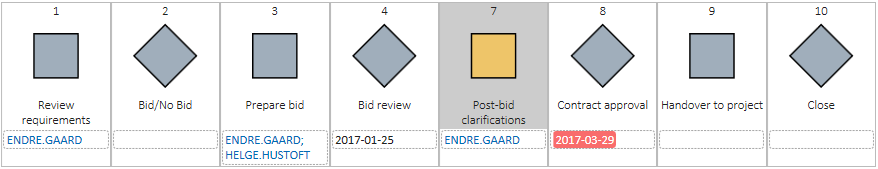 1 2 3 4 7 8 9 10
Review requirements Bid/No Bid Prepare bid Bid review Post-bid clarifications Contract approval Handover to project Close
ENDRE.GAARD ENDRE.GAARD; 2017-01-25 ENDRE.GAARD 2017-03-29
HELGE.HUSTOFT